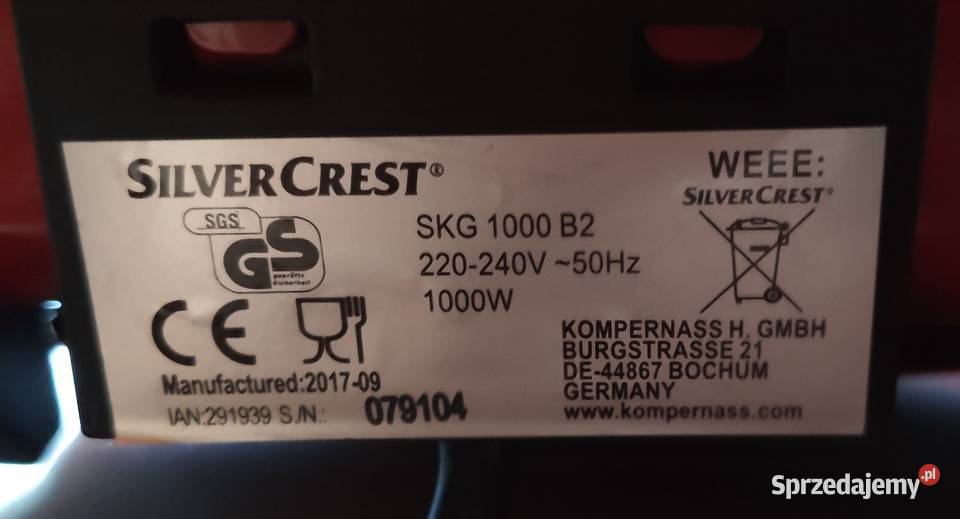 SILVERCREST®
SGS
GS
geprüfte
Sicherheit
CE
Manufactured:2017-09
IAN:291939 S/N.: 079104
SKG 1000 B2
220-240V ~50Hz
1000W
WEEE:
SILVERCREST®
KOMPERNASS H. GMBH
BURGSTRASSE 21
DE-44867 BOCHUM
GERMANY
www.kompernass.com
Sprzedajemy.pl